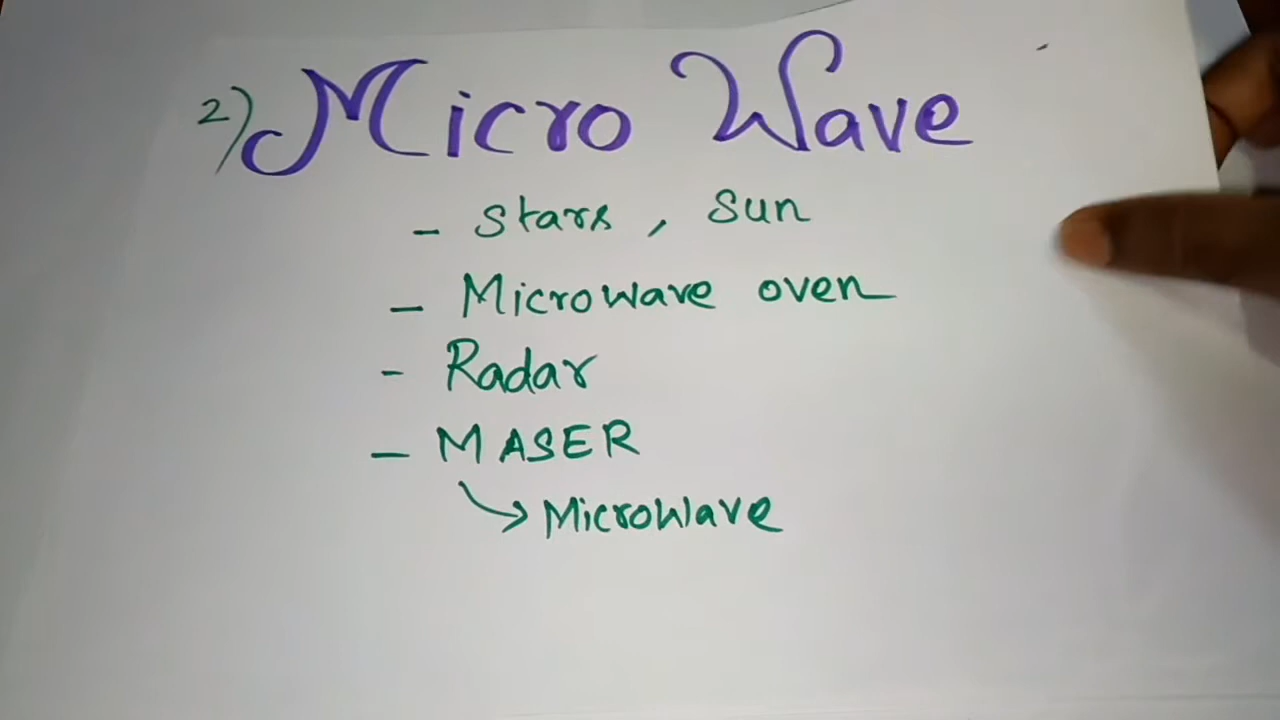 2) Micro Wave
- Stars, Sun
- Microwave oven
- Radar
- MASER
→ Microwave